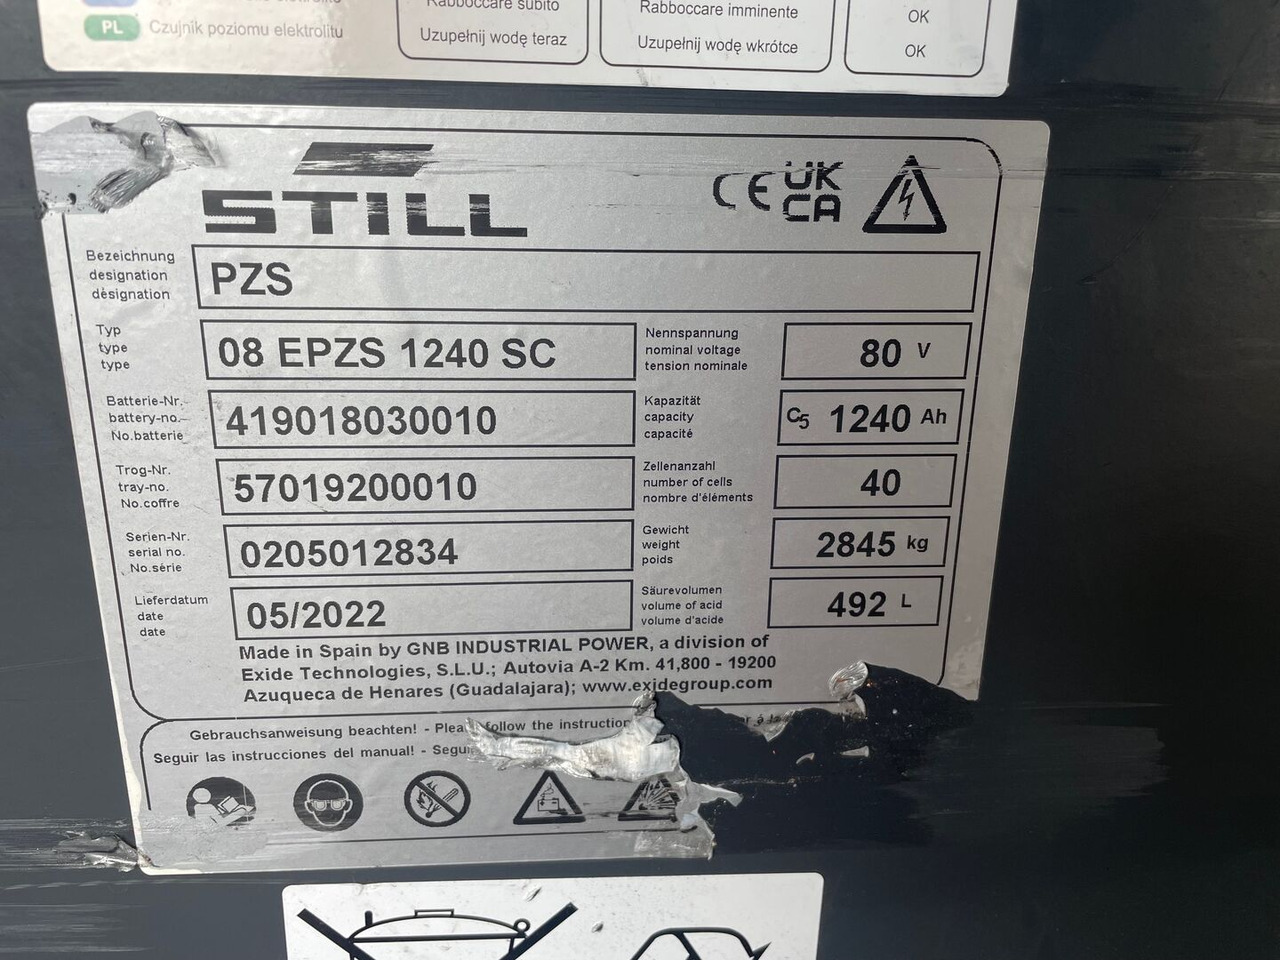 Rabboccare subito
Rabboccare imminente
OK
PL Czujnik poziomu elektrolitu
Uzupełnij wodę teraz
Uzupełnij wodę wkrótce
OK
STILL
CE UK CA
Bezeichnung
designation
dèsignation
PZS
Typ
type
type
08 EPZS 1240 SC
Nennspannung
nominal voltage
tension nominale
80 V
Batterie-Nr.
battery-no.
No.batterie
419018030010
Kapazität
capacity
capacité
C5 1240 Ah
Trog-Nr.
tray-no.
No.coffre
57019200010
Zellenanzahl
number of cells
nombre d'éléments
40
Serien-Nr.
serial no.
No.série
0205012834
Gewicht
weight
poids
2845 kg
Lieferdatum
date
date
05/2022
Säurevolumen
volume of acid
volume d'acide
492 L
Made in Spain by GNB INDUSTRIAL POWER, a division of
Exide Technologies, S.L.U.; Autovia A-2 Km. 41,800 - 19200
Azuqueca de Henares (Guadalajara); www.exidegroup.com
Gebrauchsanweisung beachten! - follow the
Seguir las instrucciones del manual! -